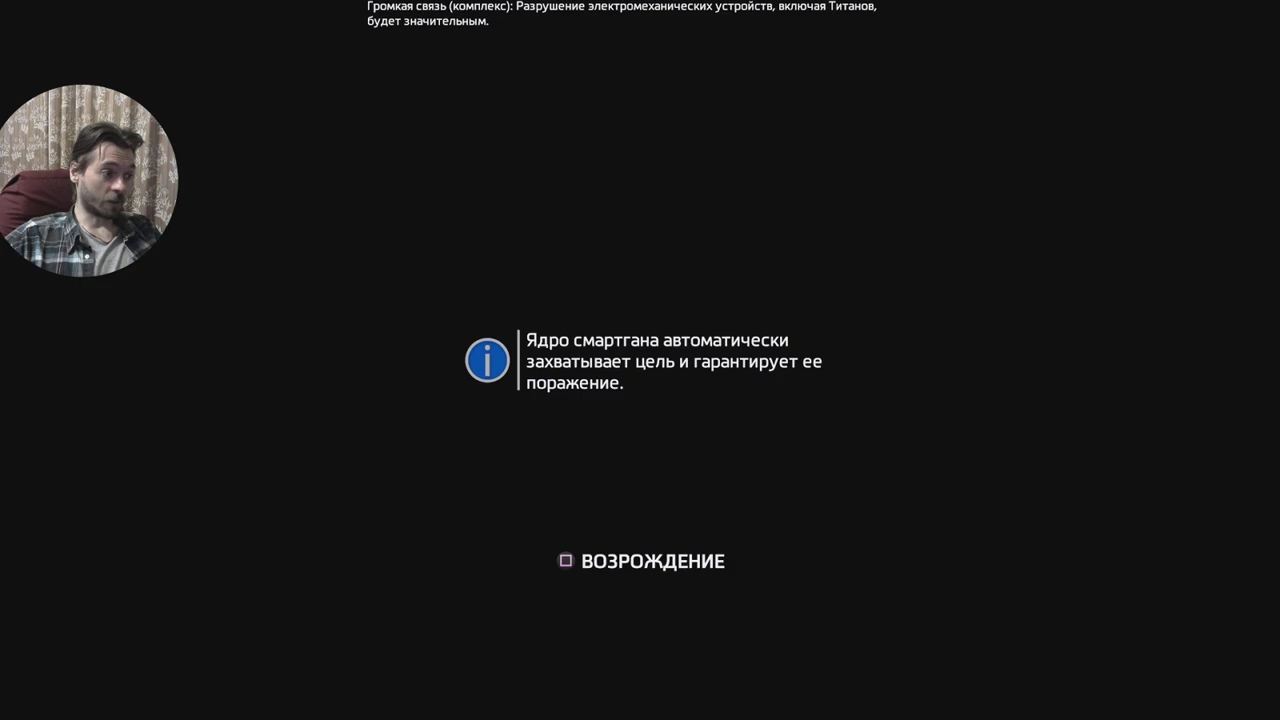 Громкая связь (комплекс): Разрушение электромеханических устройств, включая Титанов,
будет значительным.
Ядро смартгана автоматически
захватывает цель и гарантирует ее
поражение.
ВОЗРОЖДЕНИЕ